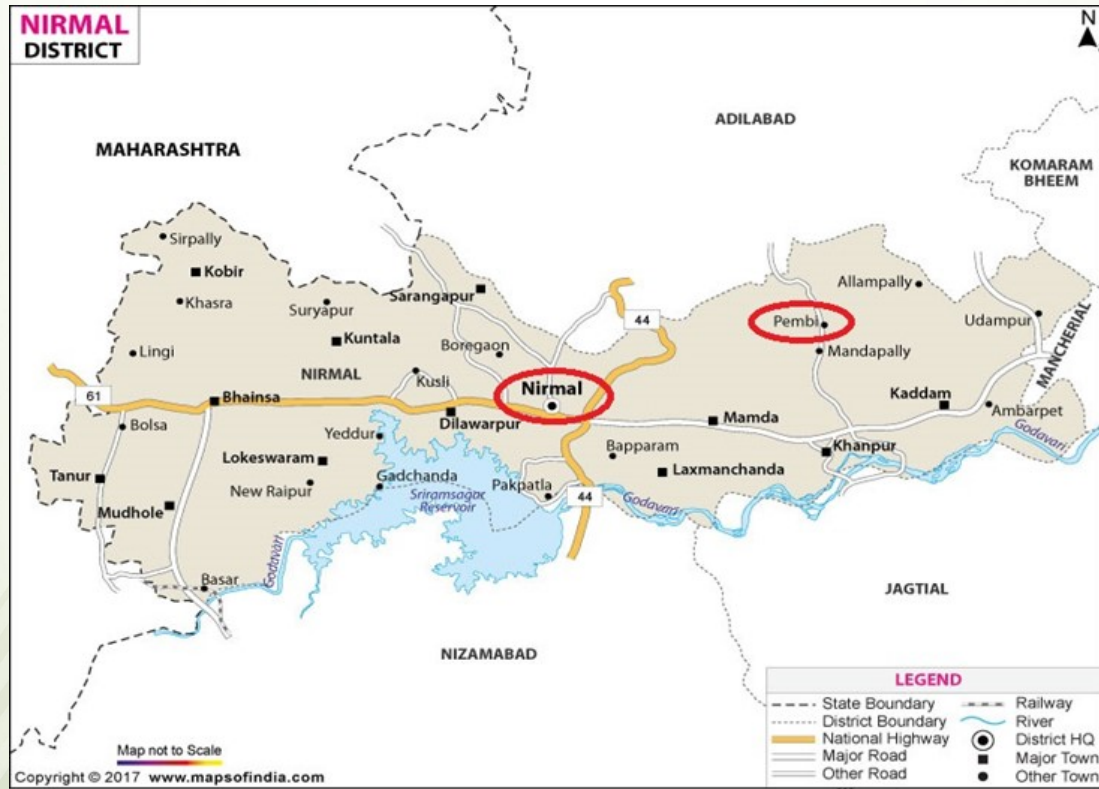 NIRMAL
DISTRICT
N
ADILABAD
MAHARASHTRA
KOMARAM
BHEEM
Sirpally
Kobir
Allampally
Khasra
Suryapur
Sarangapur
44
Pembi
Udampur
Kuntala
Boregaon
Lingi
Mandapally
MANCHERIAL
NIRMAL
Kusli
Nirmal
61
Bhainsa
Kaddam
Ambarpet
Dilawarpur
Mamda
Bolsa
Yeddur
Bapparam
Khanpur
Godavari
Lokeswaram
Laxmanchanda
Tanur
New Raipur
Gadchanda
Pakpatla
44
Godavari
Sriramsagar
Reservoir
Mudhole
Godavari
Basar
JAGTIAL
NIZAMABAD
LEGEND
State Boundary
Railway
District Boundary
River
National Highway
District HQ
Major Road
Major Town
Other Road
Other Town
Map not to Scale
Copyright © 2017 www.mapsofindia.com